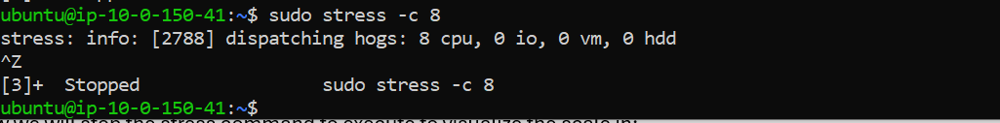 ubuntu@ip-10-0-150-41:~$ sudo stress -c 8
stress: info: [2788] dispatching hogs: 8 cpu, 0 io, 0 vm, 0 hdd
^Z
[3]+  Stopped                 sudo stress -c 8
ubuntu@ip-10-0-150-41:~$